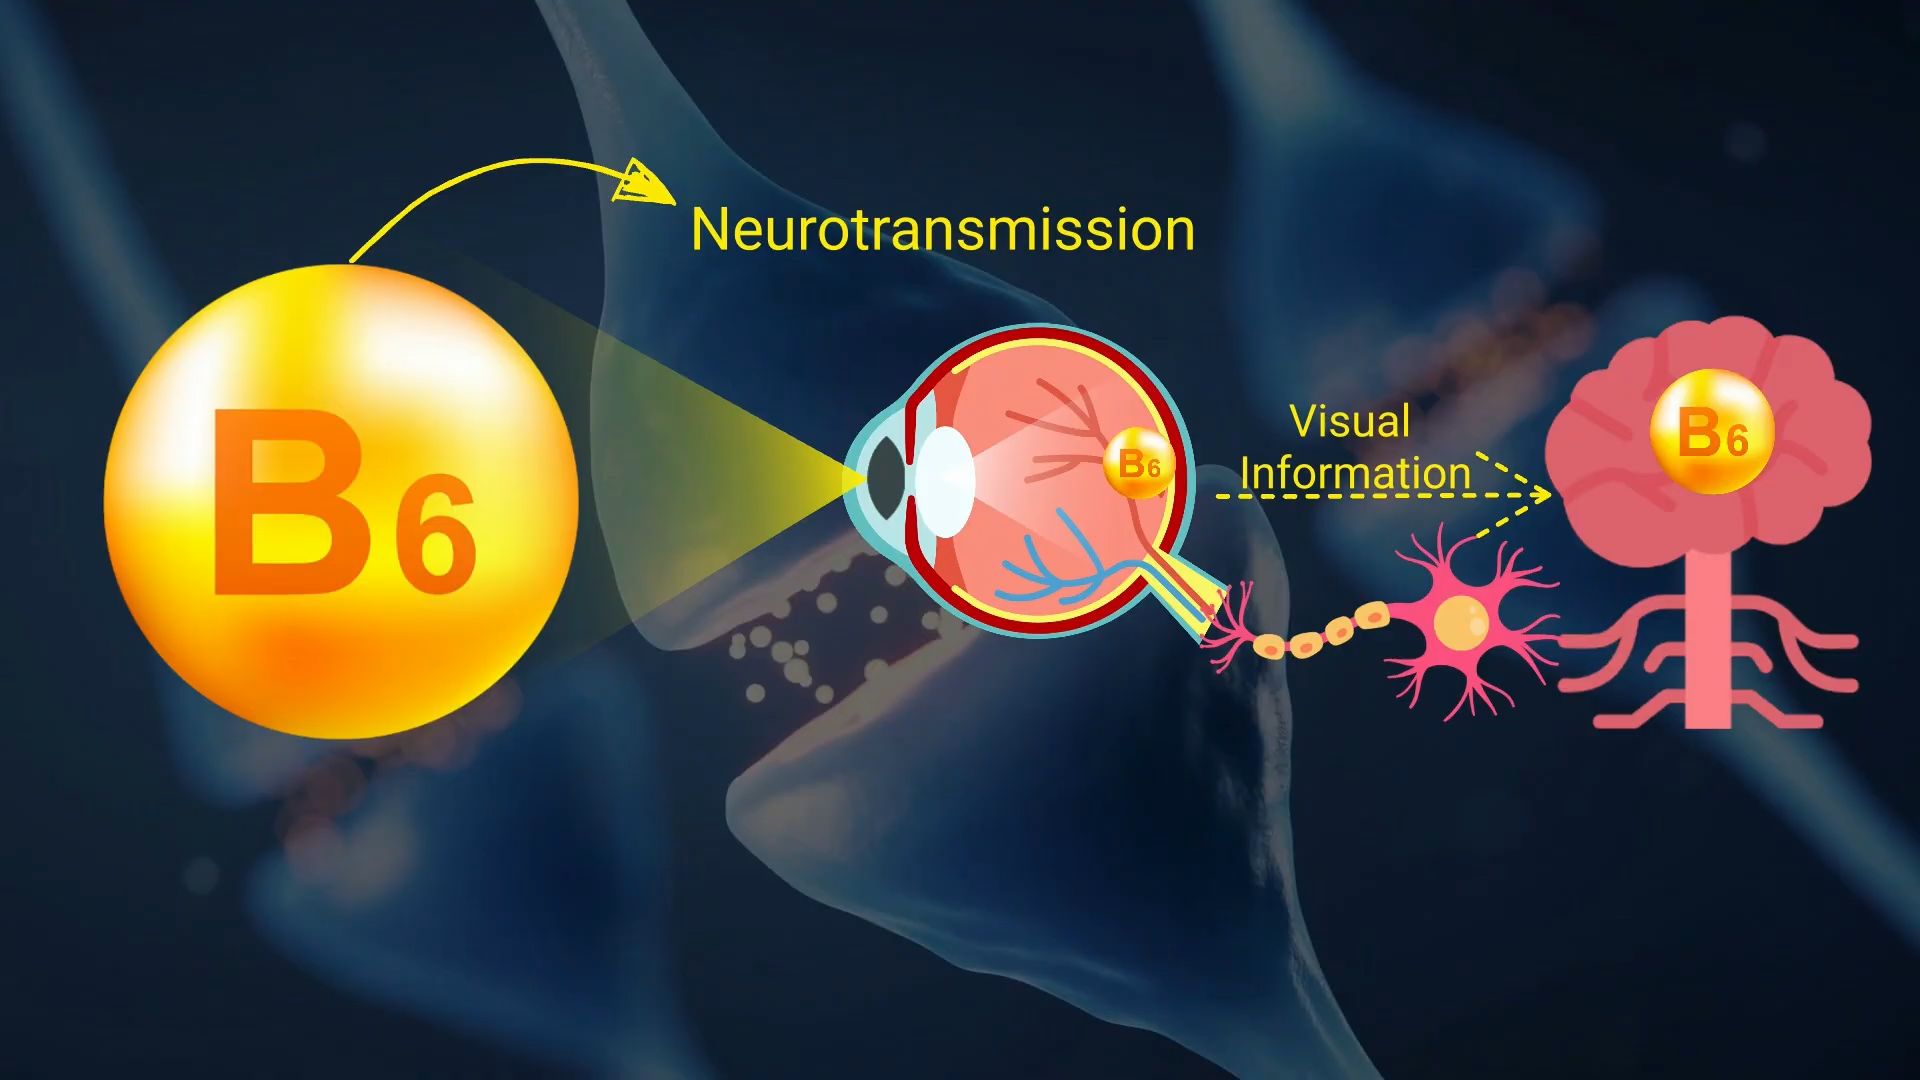 Neurotransmission
B6
B6
Visual
Information
B6